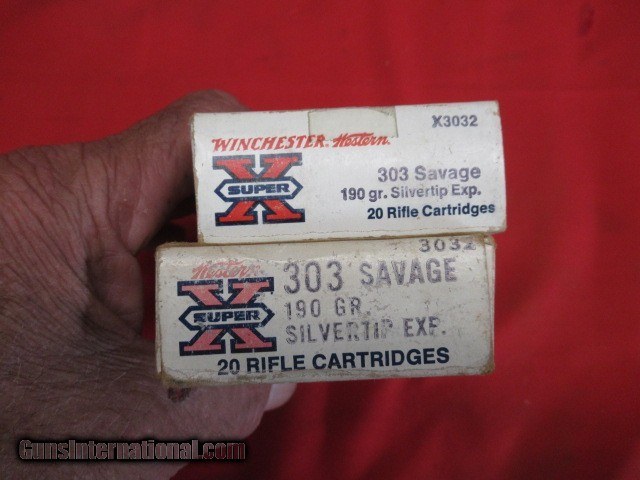 WINCHESTER Western
X3032
X
SUPER
303 Savage
190 gr. Silvertip Exp.
20 Rifle Cartridges
3032
Western
X
SUPER
303 SAVAGE
190 GR.
SILVERTIP EXP.
20 RIFLE CARTRIDGES
GunsInternational.com